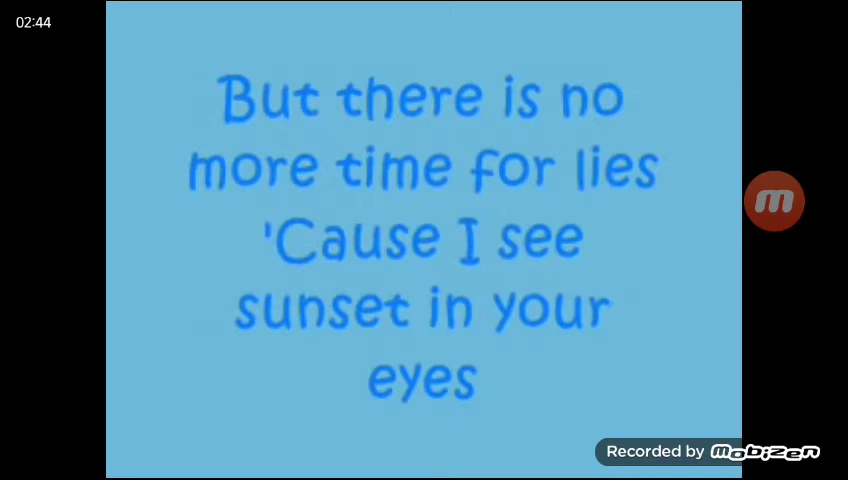 02:44
But there is no
more time for lies
'Cause I see
sunset in your
eyes
M
Recorded by Mobizen